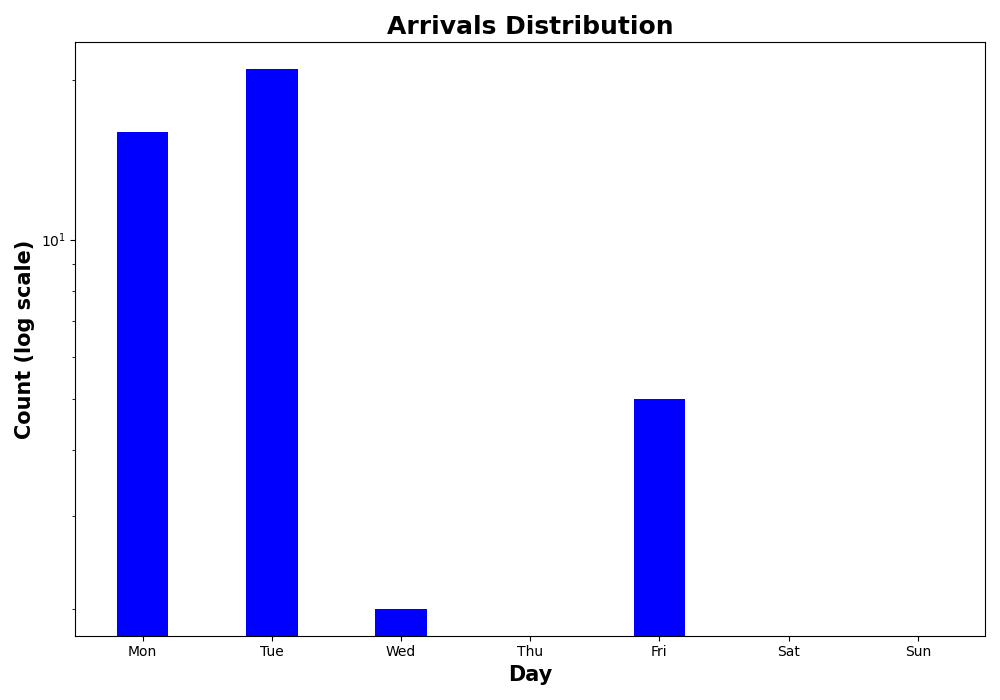 Arrivals Distribution
Count (log scale)
10¹
Mon Tue Wed Thu Fri Sat Sun
Day